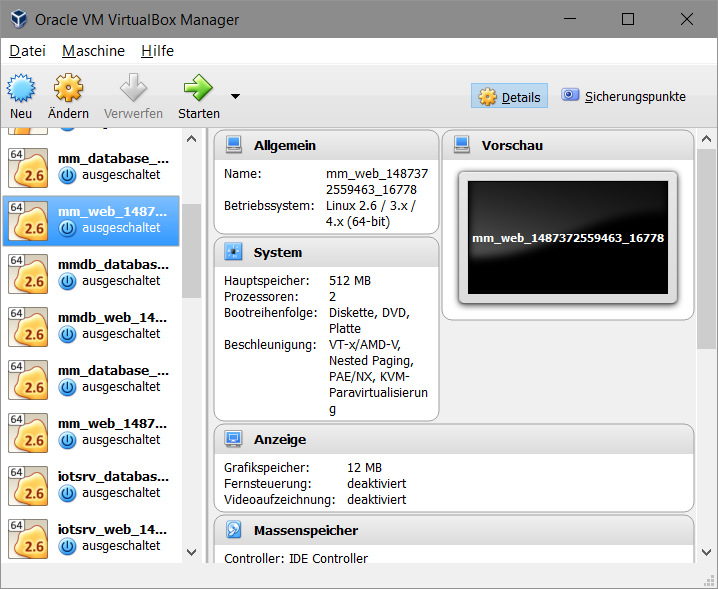 Oracle VM VirtualBox Manager
Datei Maschine Hilfe
Neu Ändern Verwerfen Starten Details Sicherungspunkte
64
2.6
mm_database_...
ausgeschaltet
64
2.6
mm_web_1487...
ausgeschaltet
64
2.6
mmdb_databas...
ausgeschaltet
64
2.6
mmdb_web_14...
ausgeschaltet
64
2.6
mm_database_...
ausgeschaltet
64
2.6
mm_web_1487...
ausgeschaltet
64
2.6
iotsrv_databas...
ausgeschaltet
64
2.6
iotsrv_web_14...
ausgeschaltet
Allgemein
Name: mm_web_148737
2559463_16778
Betriebssystem: Linux 2.6 / 3.x /
4.x (64-bit)
System
Hauptspeicher: 512 MB
Prozessoren: 2
Bootreihenfolge: Diskette, DVD,
Platte
Beschleunigung: VT-x/AMD-V,
Nested Paging,
PAE/NX, KVM-
Paravirtualisierun
g
Vorschau
mm_web_1487372559463_16778
Anzeige
Grafikspeicher: 12 MB
Fernsteuerung: deaktiviert
Videoaufzeichnung: deaktiviert
Massenspeicher
Controller: IDE Controller